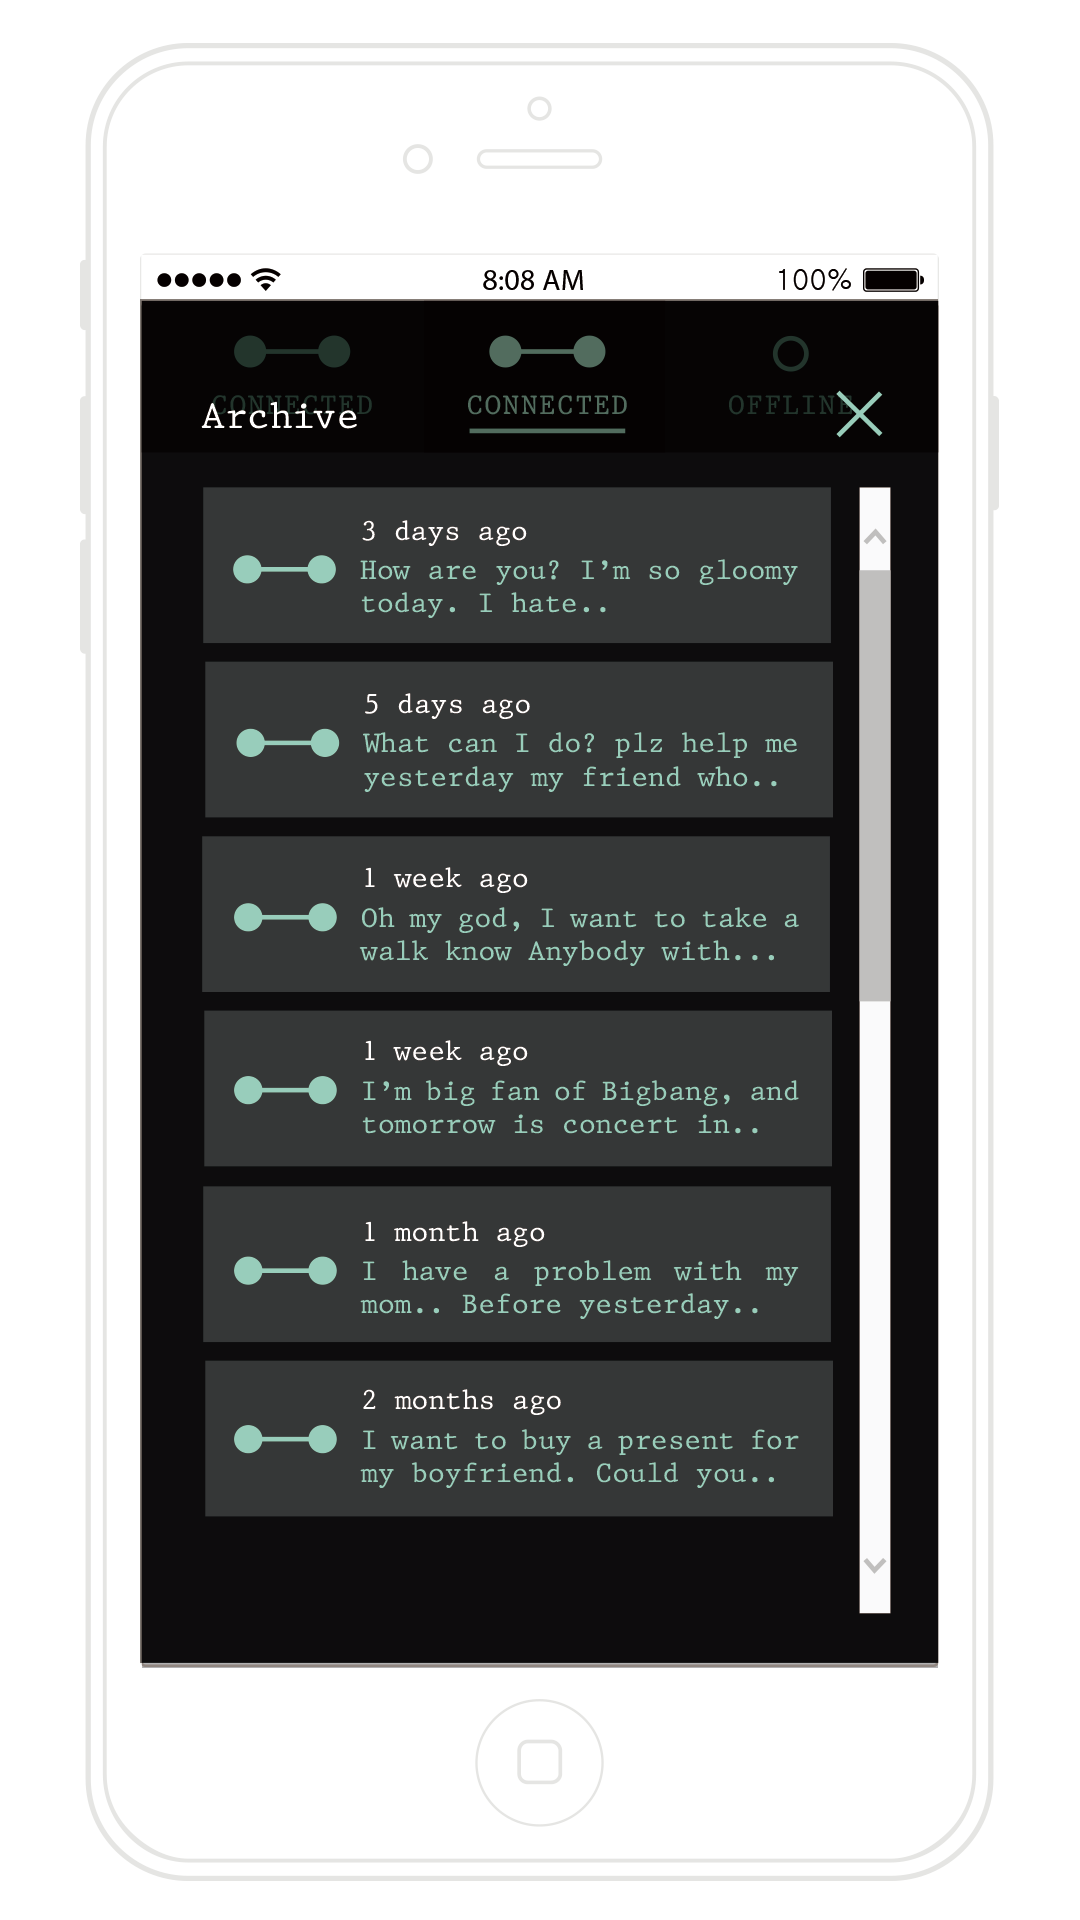 8:08 AM 100%
CONNECTED CONNECTED OFFLINE
Archive
3 days ago
How are you? I’m so gloomy
today. I hate..
5 days ago
What can I do? plz help me
yesterday my friend who..
1 week ago
Oh my god, I want to take a
walk know Anybody with...
1 week ago
I’m big fan of Bigbang, and
tomorrow is concert in..
1 month ago
I have a problem with my
mom.. Before yesterday..
2 months ago
I want to buy a present for
my boyfriend. Could you..